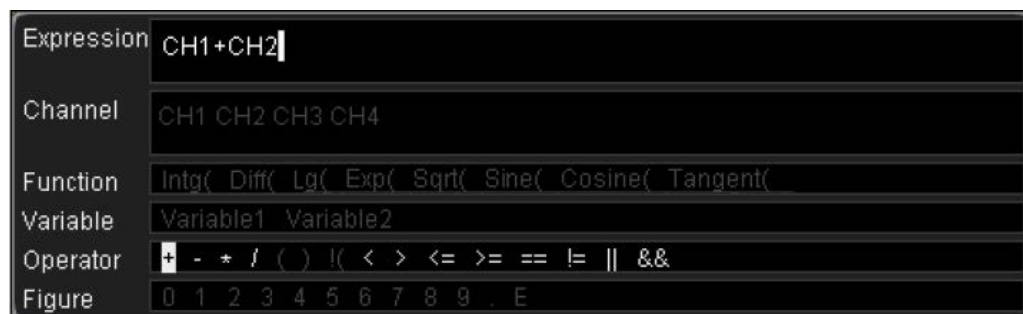 Expression CH1+CH2
Channel CH1 CH2 CH3 CH4
Function Intg( Diff( Lg( Exp( Sqrt( Sine( Cosine( Tangent(
Variable Variable1 Variable2
Operator + - * / ( ) !( < > <= >= == != || &&
Figure 0 1 2 3 4 5 6 7 8 9 . E